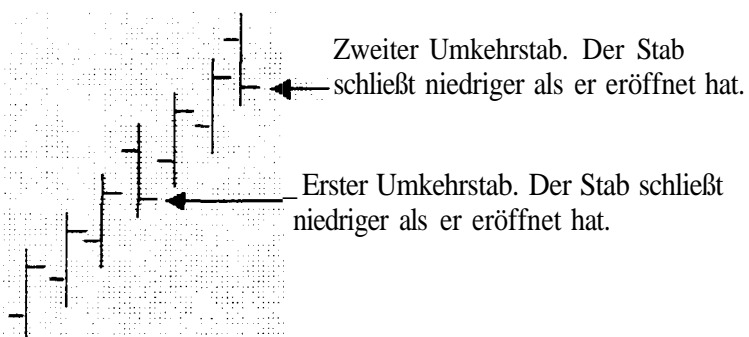 Zweiter Umkehrstab. Der Stab
schließt niedriger als er eröffnet hat.
Erster Umkehrstab. Der Stab schließt
niedriger als er eröffnet hat.